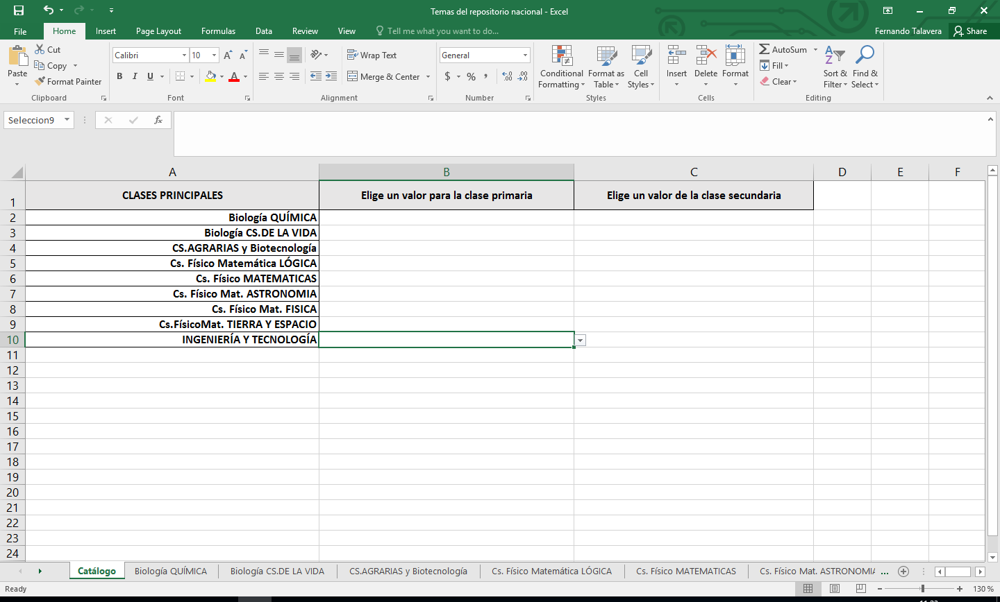 Temas del repositorio nacional - Excel
File Home Insert Page Layout Formulas Data Review View Tell me what you want to do... Fernando Talavera Share
Paste Cut Copy Format Painter Clipboard
Calibri 10 A A B I U A Font
Wrap Text Merge & Center Alignment
General $ % , .0 .00 .00 .0 Number
Conditional Formatting Format as Table Cell Styles Styles
Insert Delete Format Cells
AutoSum Fill Clear Sort & Filter Find & Select Editing
Seleccion9 fx
A B C D E F
1 CLASES PRINCIPALES Elige un valor para la clase primaria Elige un valor de la clase secundaria
2 Biología QUÍMICA
3 Biología CS.DE LA VIDA
4 CS.AGRARIAS y Biotecnología
5 Cs. Físico Matemática LÓGICA
6 Cs. Físico MATEMATICAS
7 Cs. Físico Mat. ASTRONOMIA
8 Cs. Físico Mat. FISICA
9 Cs.FísicoMat. TIERRA Y ESPACIO
10 INGENIERÍA Y TECNOLOGÍA
11
12
13
14
15
16
17
18
19
20
21
22
23
24
Catálogo Biología QUÍMICA Biología CS.DE LA VIDA CS.AGRARIAS y Biotecnología Cs. Físico Matemática LÓGICA Cs. Físico MATEMATICAS Cs. Físico Mat. ASTRONOMIA ...
Ready 130 %